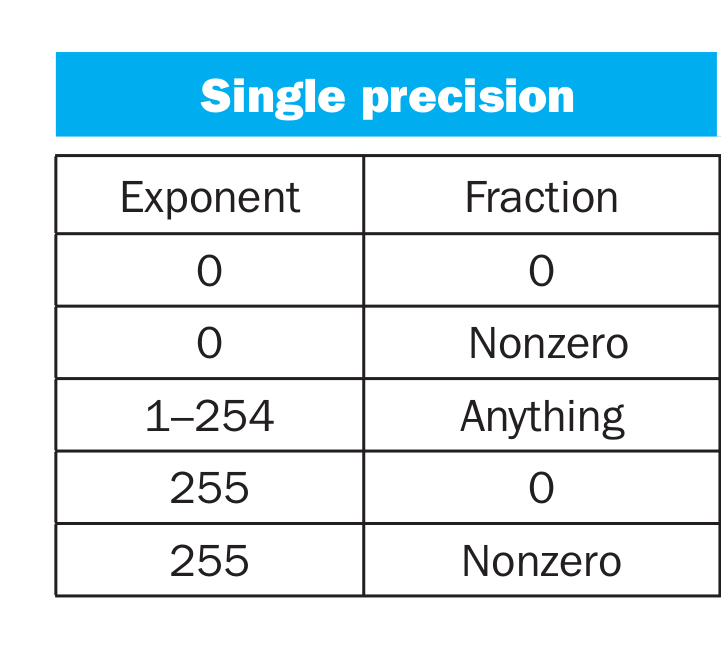 Single precision
Exponent Fraction
0 0
0 Nonzero
1–254 Anything
255 0
255 Nonzero